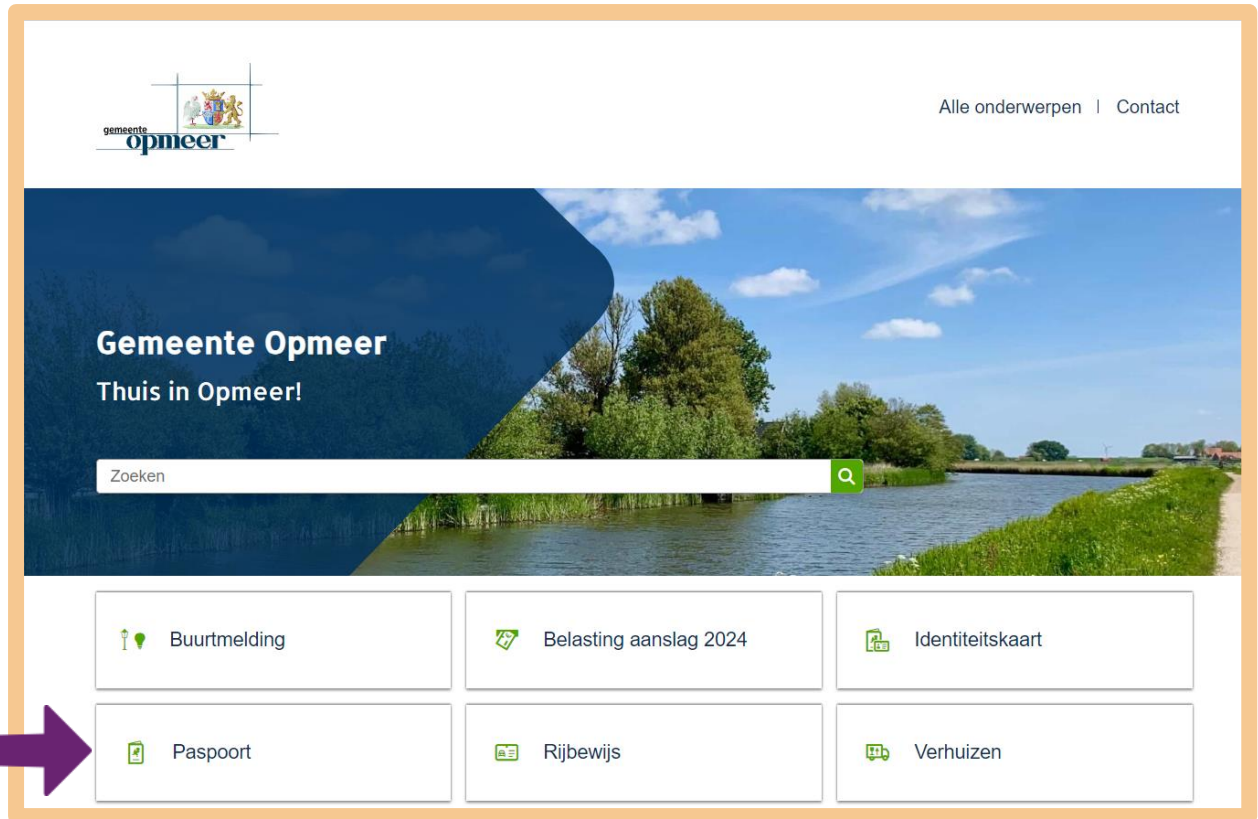 gemeente
opmeer
Alle onderwerpen | Contact
Gemeente Opmeer
Thuis in Opmeer!
Zoeken
Buurtmelding
Belasting aanslag 2024
Identiteitskaart
Paspoort
Rijbewijs
Verhuizen